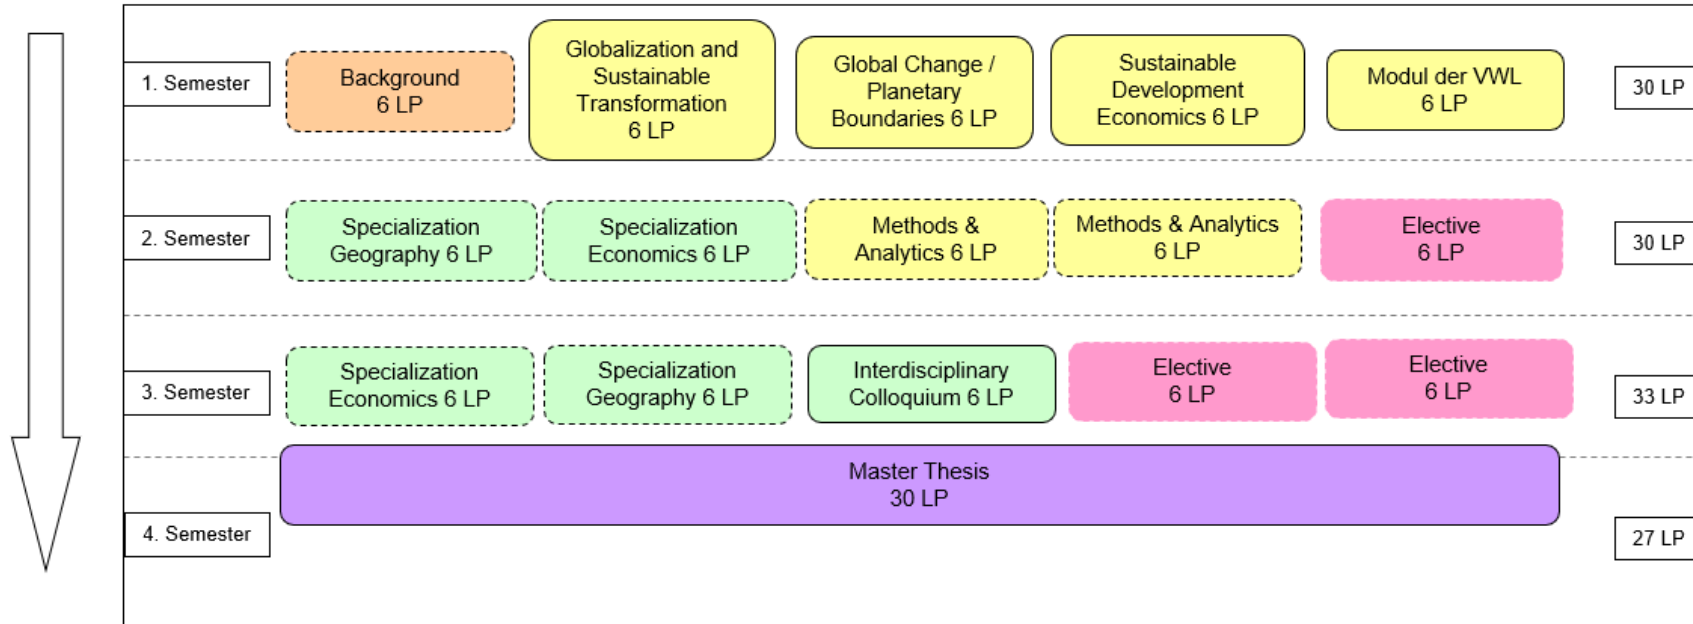 1. Semester
Background
6 LP
Globalization and
Sustainable
Transformation
6 LP
Global Change /
Planetary
Boundaries 6 LP
Sustainable
Development
Economics 6 LP
Modul der VWL
6 LP
30 LP
2. Semester
Specialization
Geography 6 LP
Specialization
Economics 6 LP
Methods &
Analytics 6 LP
Methods & Analytics
6 LP
Elective
6 LP
30 LP
3. Semester
Specialization
Economics 6 LP
Specialization
Geography 6 LP
Interdisciplinary
Colloquium 6 LP
Elective
6 LP
Elective
6 LP
33 LP
Master Thesis
30 LP
4. Semester
27 LP